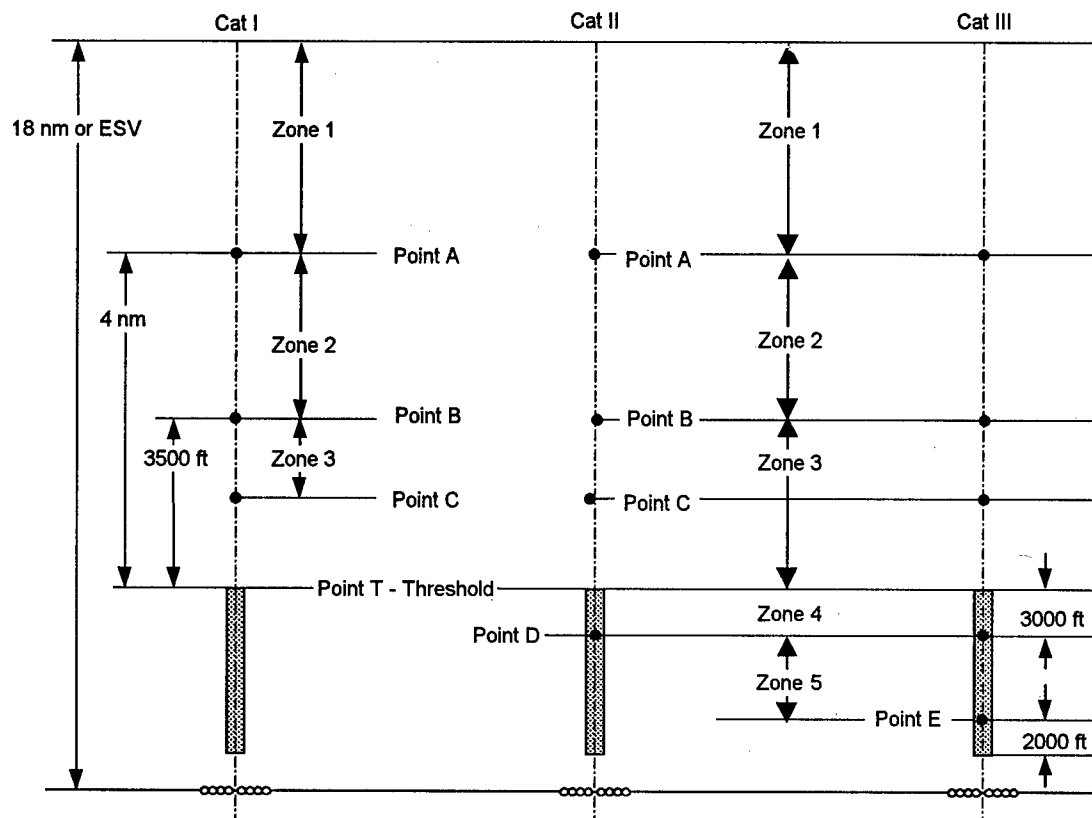 Cat I
Cat II
Cat III
18 nm or ESV
Zone 1
Zone 1
Point A
Point A
4 nm
Zone 2
Zone 2
Point B
Point B
3500 ft
Zone 3
Zone 3
Point C
Point C
Point T - Threshold
Zone 4
3000 ft
Point D
Zone 5
Point E
2000 ft